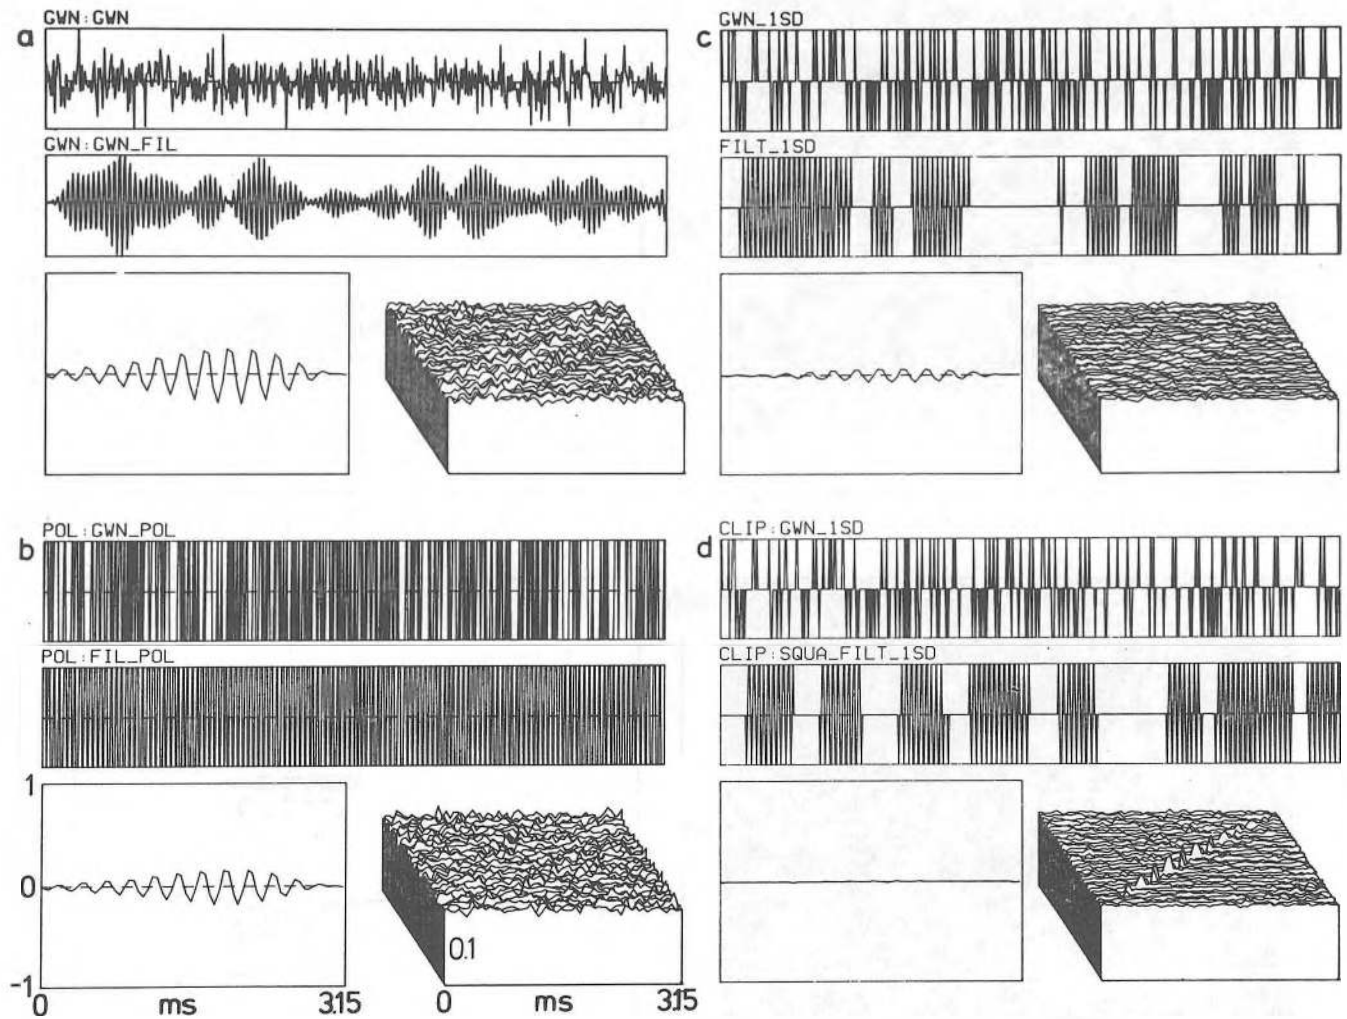 a
GWN:GWN
GWN:GWN_FIL
c
GWN_1SD
FILT_1SD
b
POL:GWN_POL
POL:FIL_POL
1
0
-1
0
ms
3.15
0.1
0
ms
3.15
d
CLIP:GWN_1SD
CLIP:SQUA_FILT_1SD